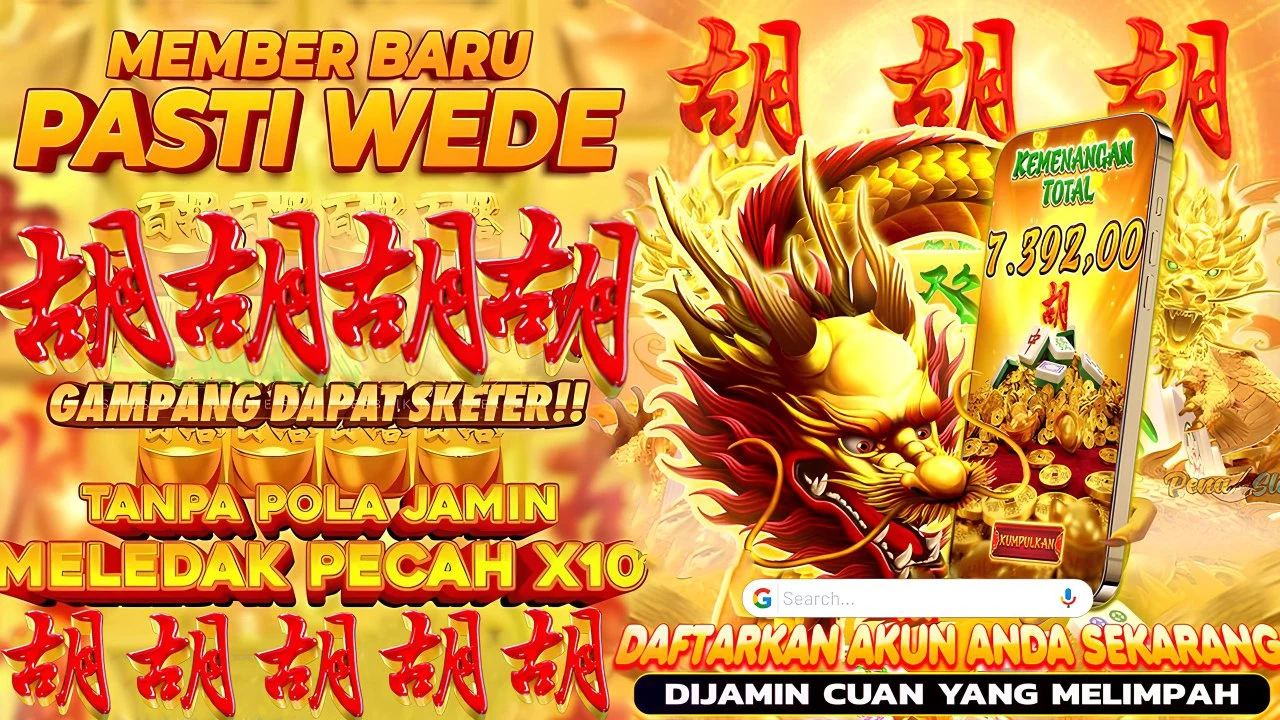 MEMBER BARU
PASTI WEDE
胡胡胡胡
GAMPANG DAPAT SKETER!!
TANPA POLA JAMIN
MELEDAK PECAH X10
胡胡胡胡胡
胡胡胡
KEMENANGAN
TOTAL
7.392,00
胡
中
KUMPULKAN
G Search...
DAFTARKAN AKUN ANDA SEKARANG
DIJAMIN CUAN YANG MELIMPAH